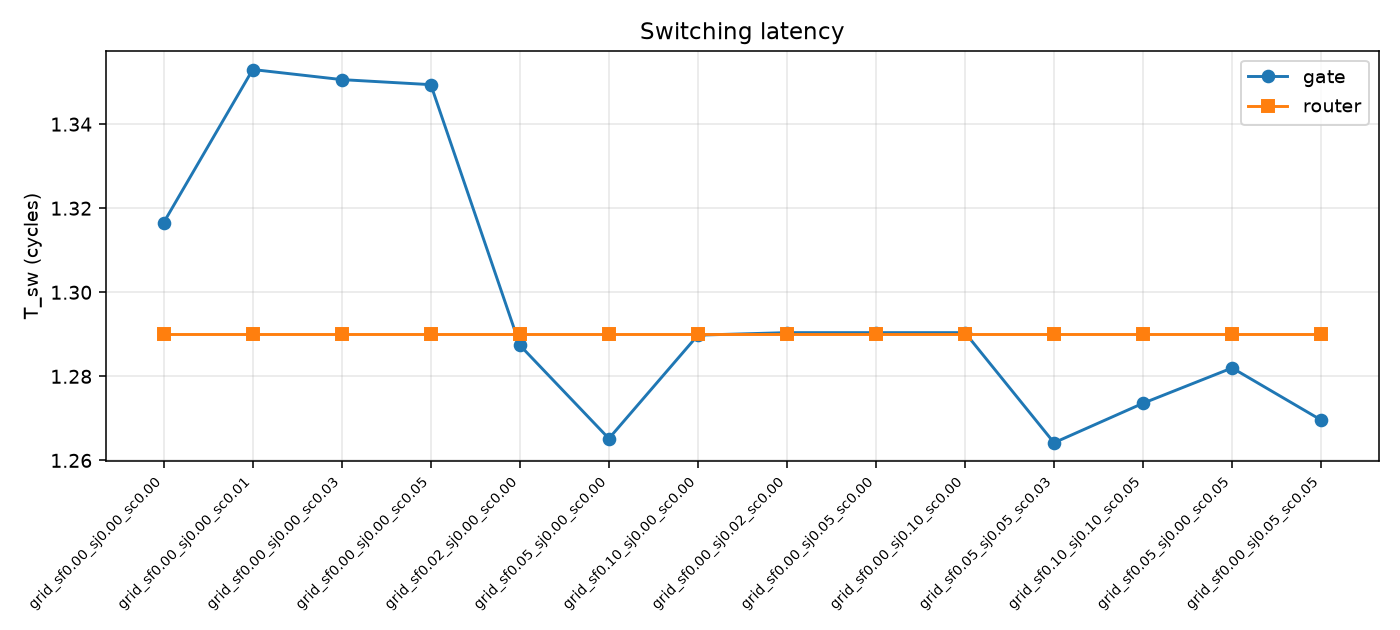 Switching latency
gate
router
T_sw (cycles)
1.34
1.32
1.30
1.28
1.26
grid_sf0.00_sj0.00_sc0.00
grid_sf0.00_sj0.00_sc0.01
grid_sf0.00_sj0.00_sc0.03
grid_sf0.00_sj0.00_sc0.05
grid_sf0.02_sj0.00_sc0.00
grid_sf0.05_sj0.00_sc0.00
grid_sf0.10_sj0.00_sc0.00
grid_sf0.00_sj0.02_sc0.00
grid_sf0.00_sj0.05_sc0.00
grid_sf0.00_sj0.10_sc0.00
grid_sf0.05_sj0.05_sc0.03
grid_sf0.10_sj0.10_sc0.05
grid_sf0.05_sj0.00_sc0.05
grid_sf0.00_sj0.05_sc0.05